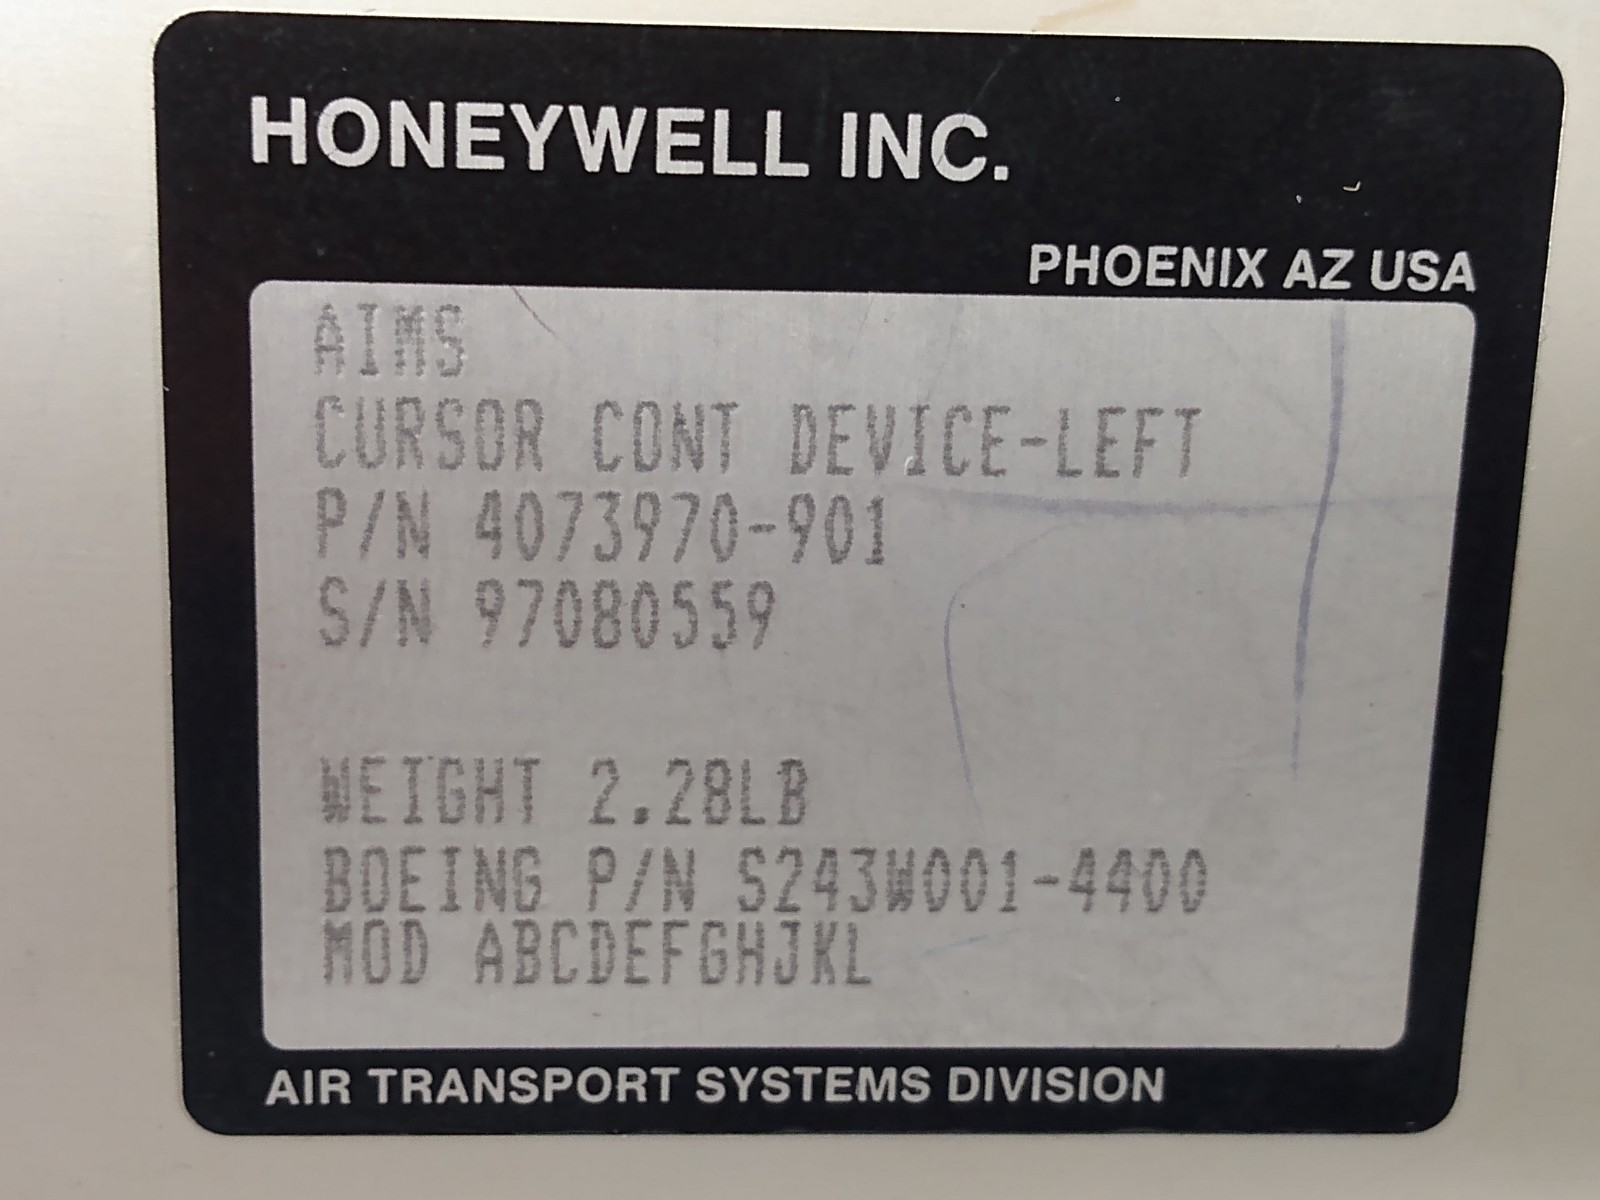 HONEYWELL INC.
PHOENIX AZ USA
AIMS
CURSOR CONT DEVICE-LEFT
P/N 4073970-901
S/N 97080559
WEIGHT 2.28LB
BOEING P/N S243W001-4400
MOD ABCDEFGHJKL
AIR TRANSPORT SYSTEMS DIVISION